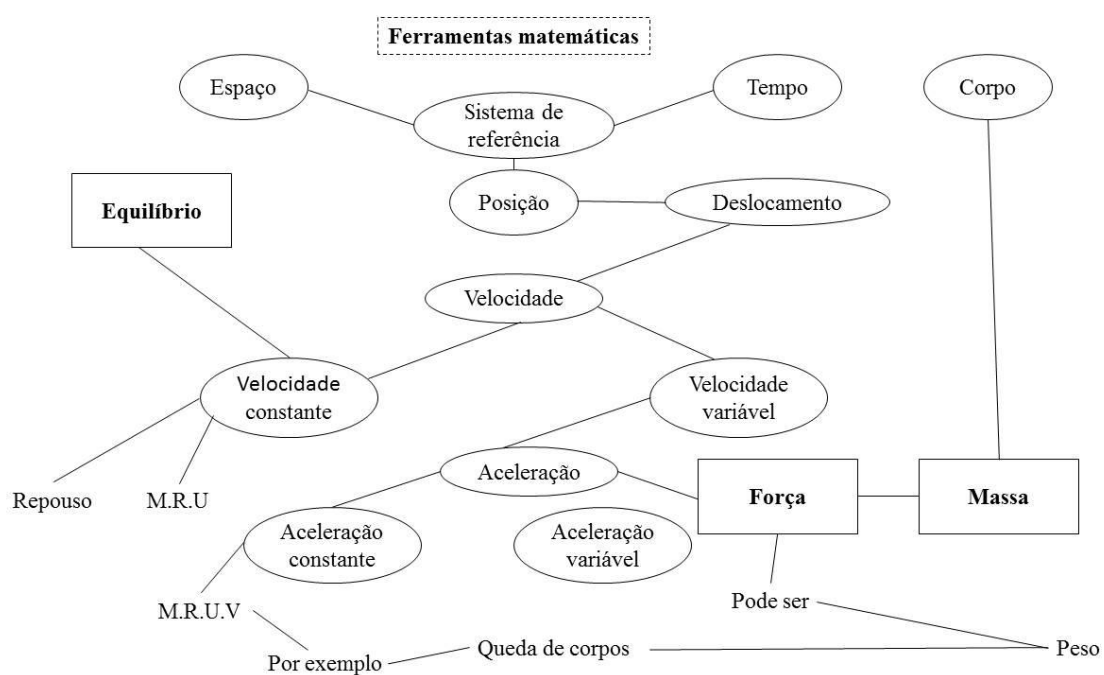 Ferramentas matemáticas
Espaço
Tempo
Corpo
Sistema de
referência
Equilíbrio
Posição
Deslocamento
Velocidade
Velocidade
constante
Velocidade
variável
Repouso
M.R.U
Aceleração
Força
Massa
Aceleração
constante
Aceleração
variável
M.R.U.V
Pode ser
Por exemplo
Queda de corpos
Peso